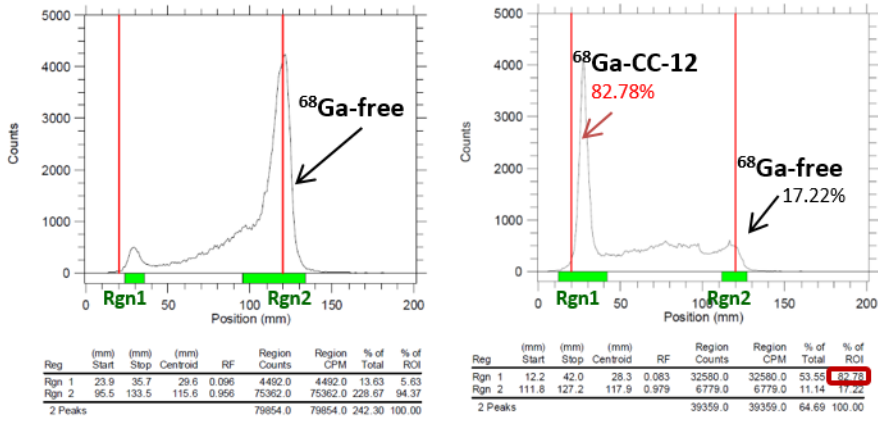 5000
4000
3000
2000
1000
0
Counts
⁶⁸Ga-free
0
50
100
150
200
Rgn1
Rgn2
Position (mm)
(mm) (mm) (mm) Region Region % of % of
Reg Start Stop Centroid RF Counts CPM Total ROI
Rgn 1 23.9 35.7 29.6 0.096 4492.0 4492.0 13.63 5.63
Rgn 2 95.5 133.5 115.6 0.956 75362.0 75362.0 228.67 94.37
2 Peaks 79854.0 79854.0 242.30 100.00
5000
4000
3000
2000
1000
0
Counts
⁶⁸Ga-CC-12
82.78%
⁶⁸Ga-free
17.22%
0
50
100
150
200
Rgn1
Rgn2
Position (mm)
(mm) (mm) (mm) Region Region % of % of
Reg Start Stop Centroid RF Counts CPM Total ROI
Rgn 1 12.2 42.0 28.3 0.083 32580.0 32580.0 53.55 82.78
Rgn 2 111.8 127.2 117.9 0.979 6779.0 6779.0 11.14 17.22
2 Peaks 39359.0 39359.0 64.69 100.00